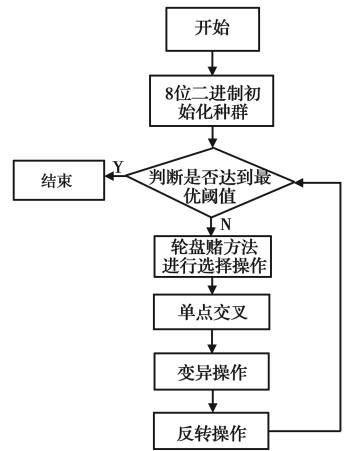 开始
8位二进制初
始化种群
判断是否达到最
优阈值
Y
结束
N
轮盘赌方法
进行选择操作
单点交叉
变异操作
反转操作